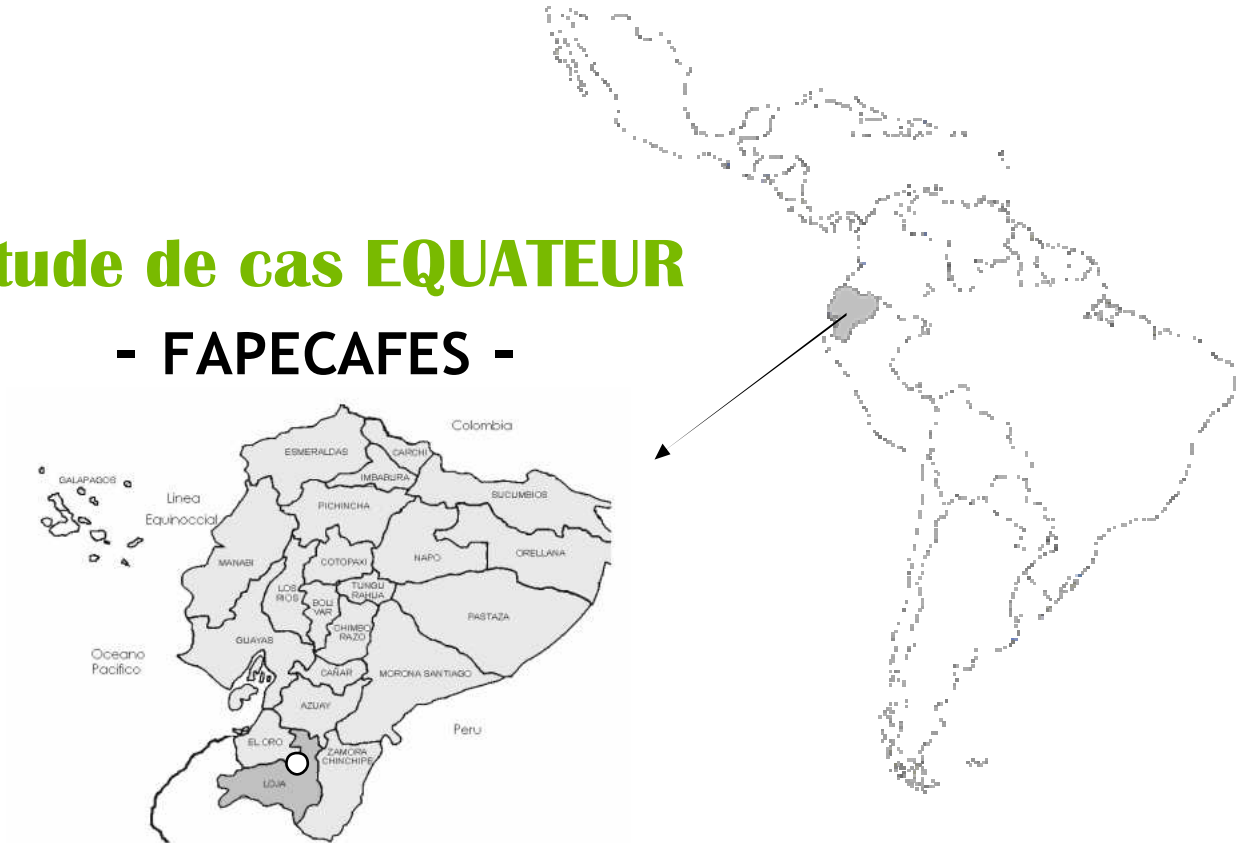 tude de cas EQUATEUR
- FAPECAFES -
Colombia
ESMERALDAS
CARCHI
IMBABURA
GALAPAGOS
SUCUMBIOS
Linea
Equinoccial
PICHINCHA
ORELLANA
MANABI
COTOPAXI
NAPO
LOS
RIOS
TUNGU
RAHUA
BOLI
VAR
PASTAZA
CHIMBO
RAZO
GUAYAS
Oceano
Pacifico
CAÑAR
MORONA SANTIAGO
AZUAY
Peru
EL ORO
ZAMORA
CHINCHIPE
LOJA